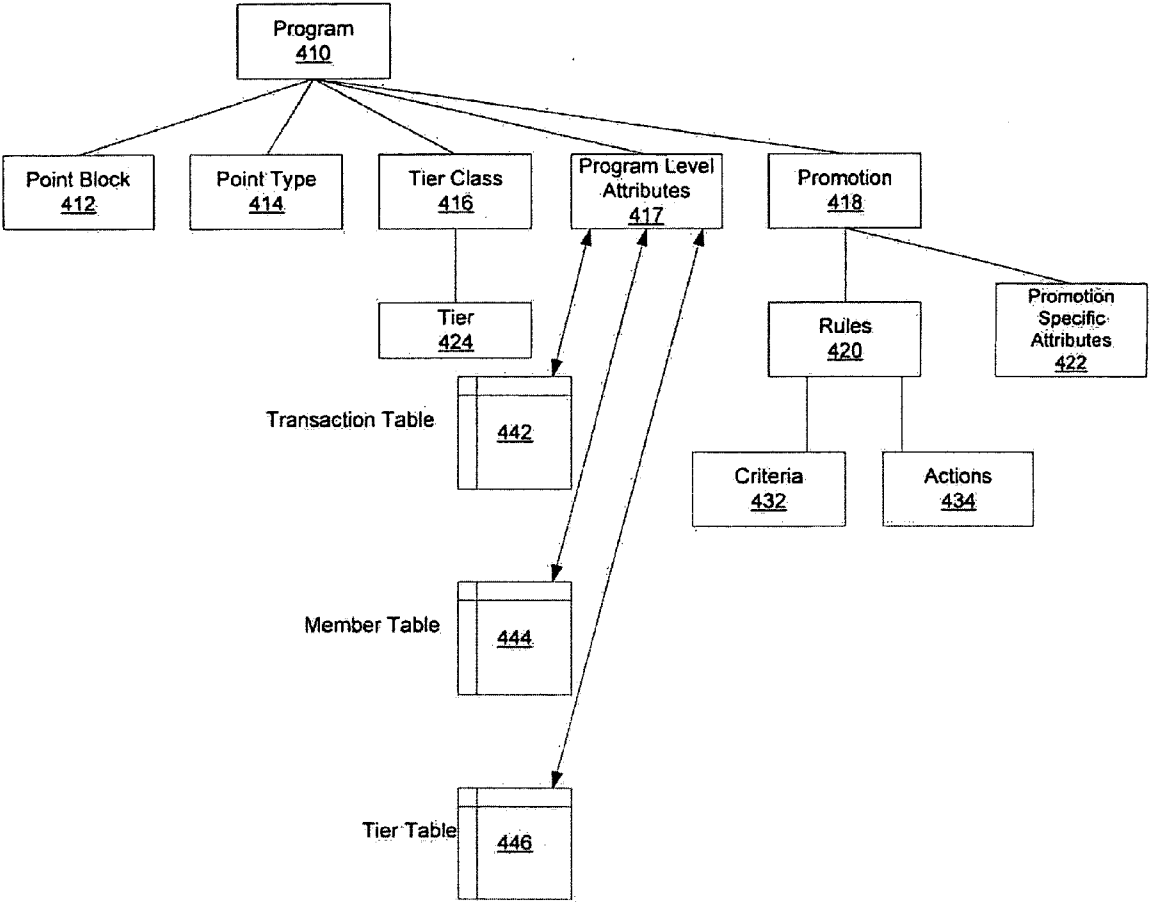 Program
410
Point Block
412
Point Type
414
Tier Class
416
Program Level
Attributes
417
Promotion
418
Tier
424
Rules
420
Promotion
Specific
Attributes
422
Transaction Table
442
Criteria
432
Actions
434
Member Table
444
Tier Table
446